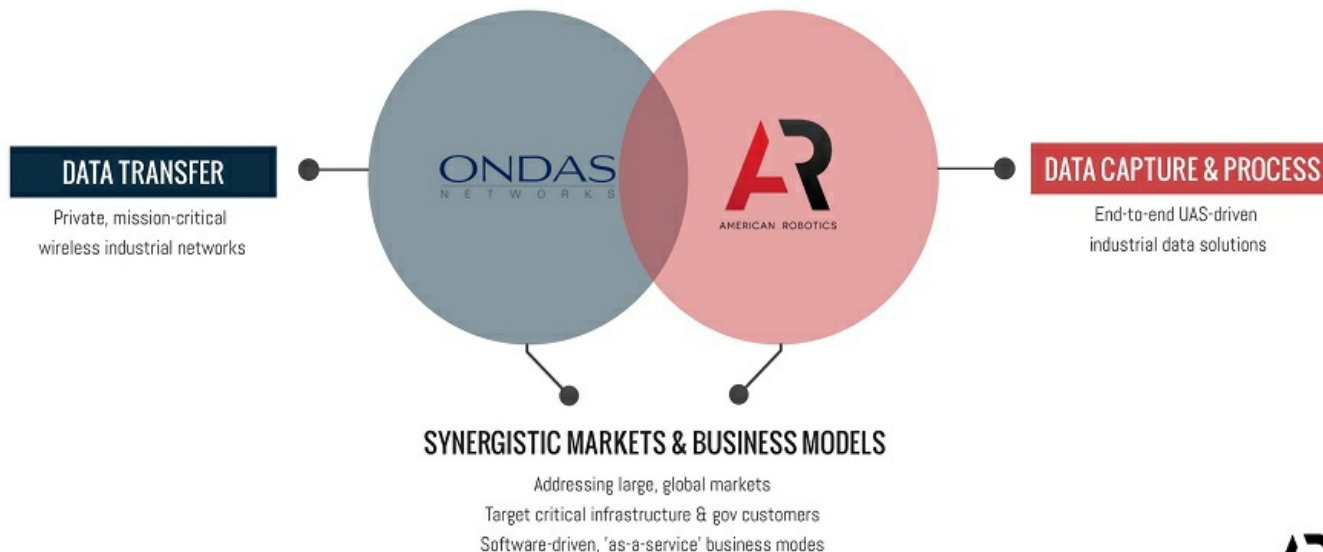 DATA TRANSFER
Private, mission-critical
wireless industrial networks
ONDAS
NETWORKS
AR
AMERICAN ROBOTICS
DATA CAPTURE & PROCESS
End-to-end UAS-driven
industrial data solutions
SYNERGISTIC MARKETS & BUSINESS MODELS
Addressing large, global markets
Target critical infrastructure & gov customers
Software-driven, 'as-a-service' business modes
AR